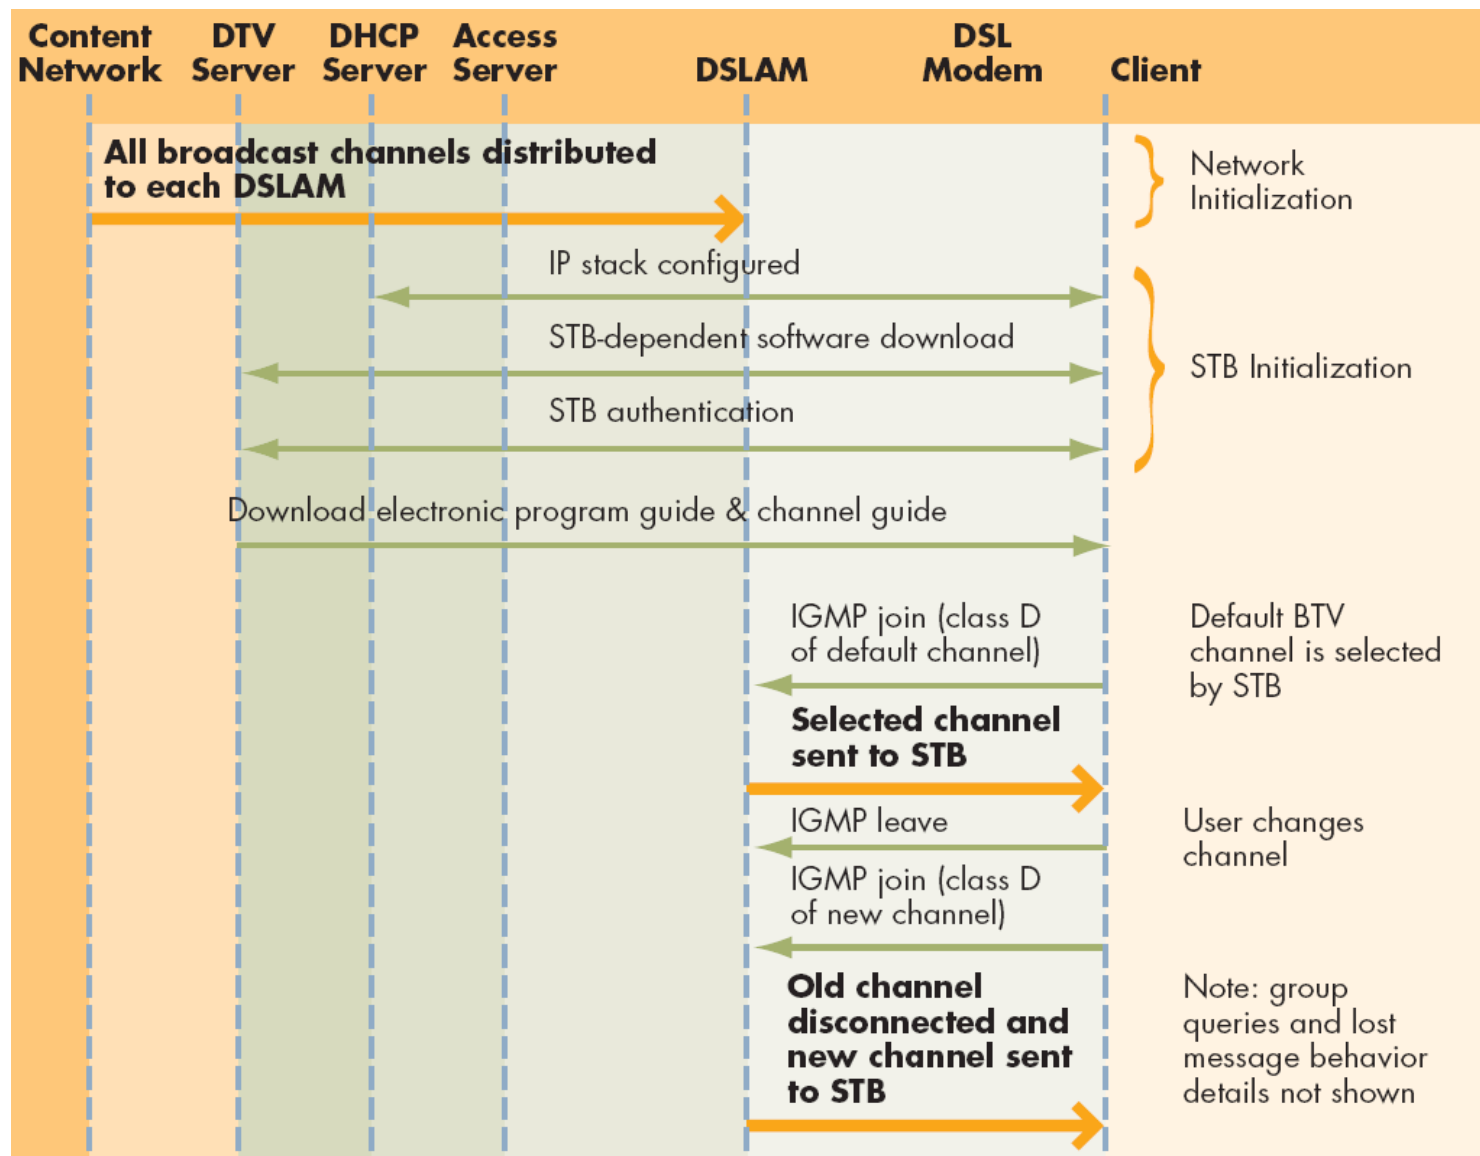 Content
Network
DTV
Server
DHCP
Server
Access
Server
DSLAM
DSL
Modem
Client
All broadcast channels distributed
to each DSLAM
Network
Initialization
IP stack configured
STB-dependent software download
STB authentication
STB Initialization
Download electronic program guide & channel guide
IGMP join (class D
of default channel)
Default BTV
channel is selected
by STB
Selected channel
sent to STB
IGMP leave
User changes
channel
IGMP join (class D
of new channel)
Old channel
disconnected and
new channel sent
to STB
Note: group
queries and lost
message behavior
details not shown